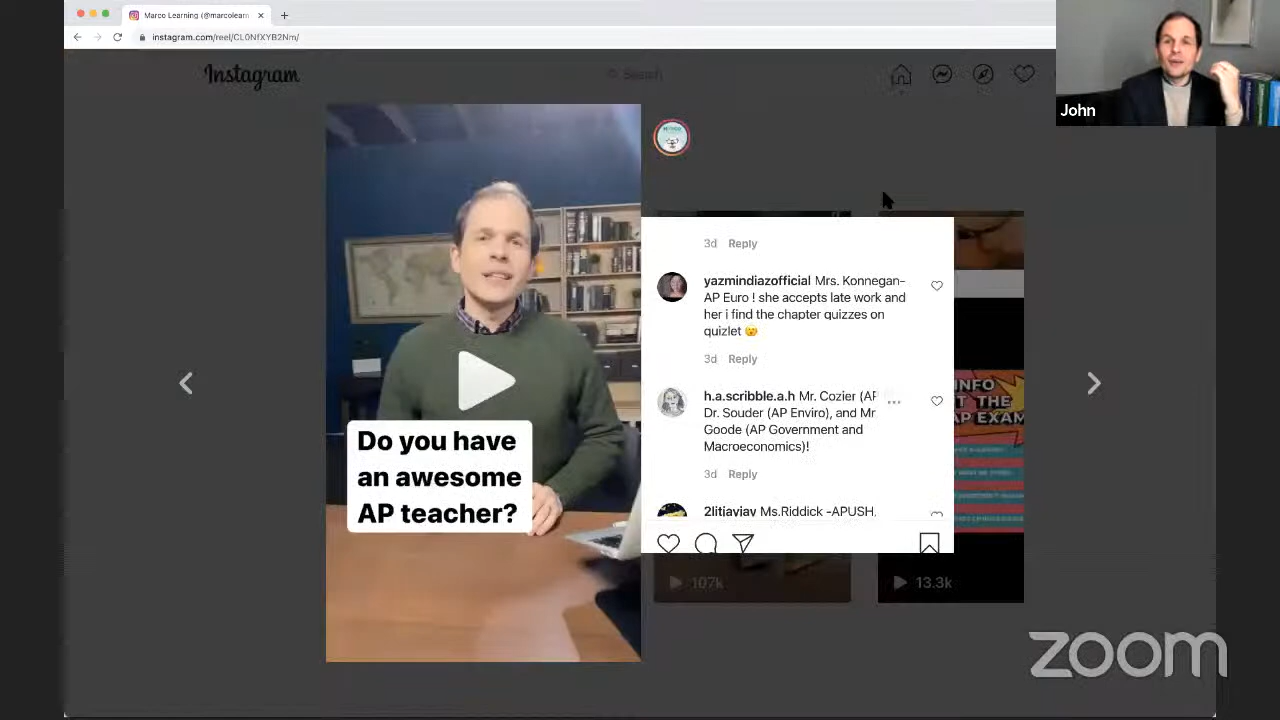 Marco Learning (@marcolearn
instagram.com/reel/CL0NfXYB2Nm/
John
Instagram
Search
3d Reply
yazmindiazofficial Mrs. Konnegan-
AP Euro ! she accepts late work and
her i find the chapter quizzes on
quizlet 🤯
3d Reply
h.a.scribble.a.h Mr. Cozier (AP
Dr. Souder (AP Enviro), and Mr
Goode (AP Government and
Macroeconomics)!
3d Reply
2litjayjay Ms.Riddick -APUSH,
Do you have
an awesome
AP teacher?
INFO
THE
AP EXAM
107k
13.3k
zoom